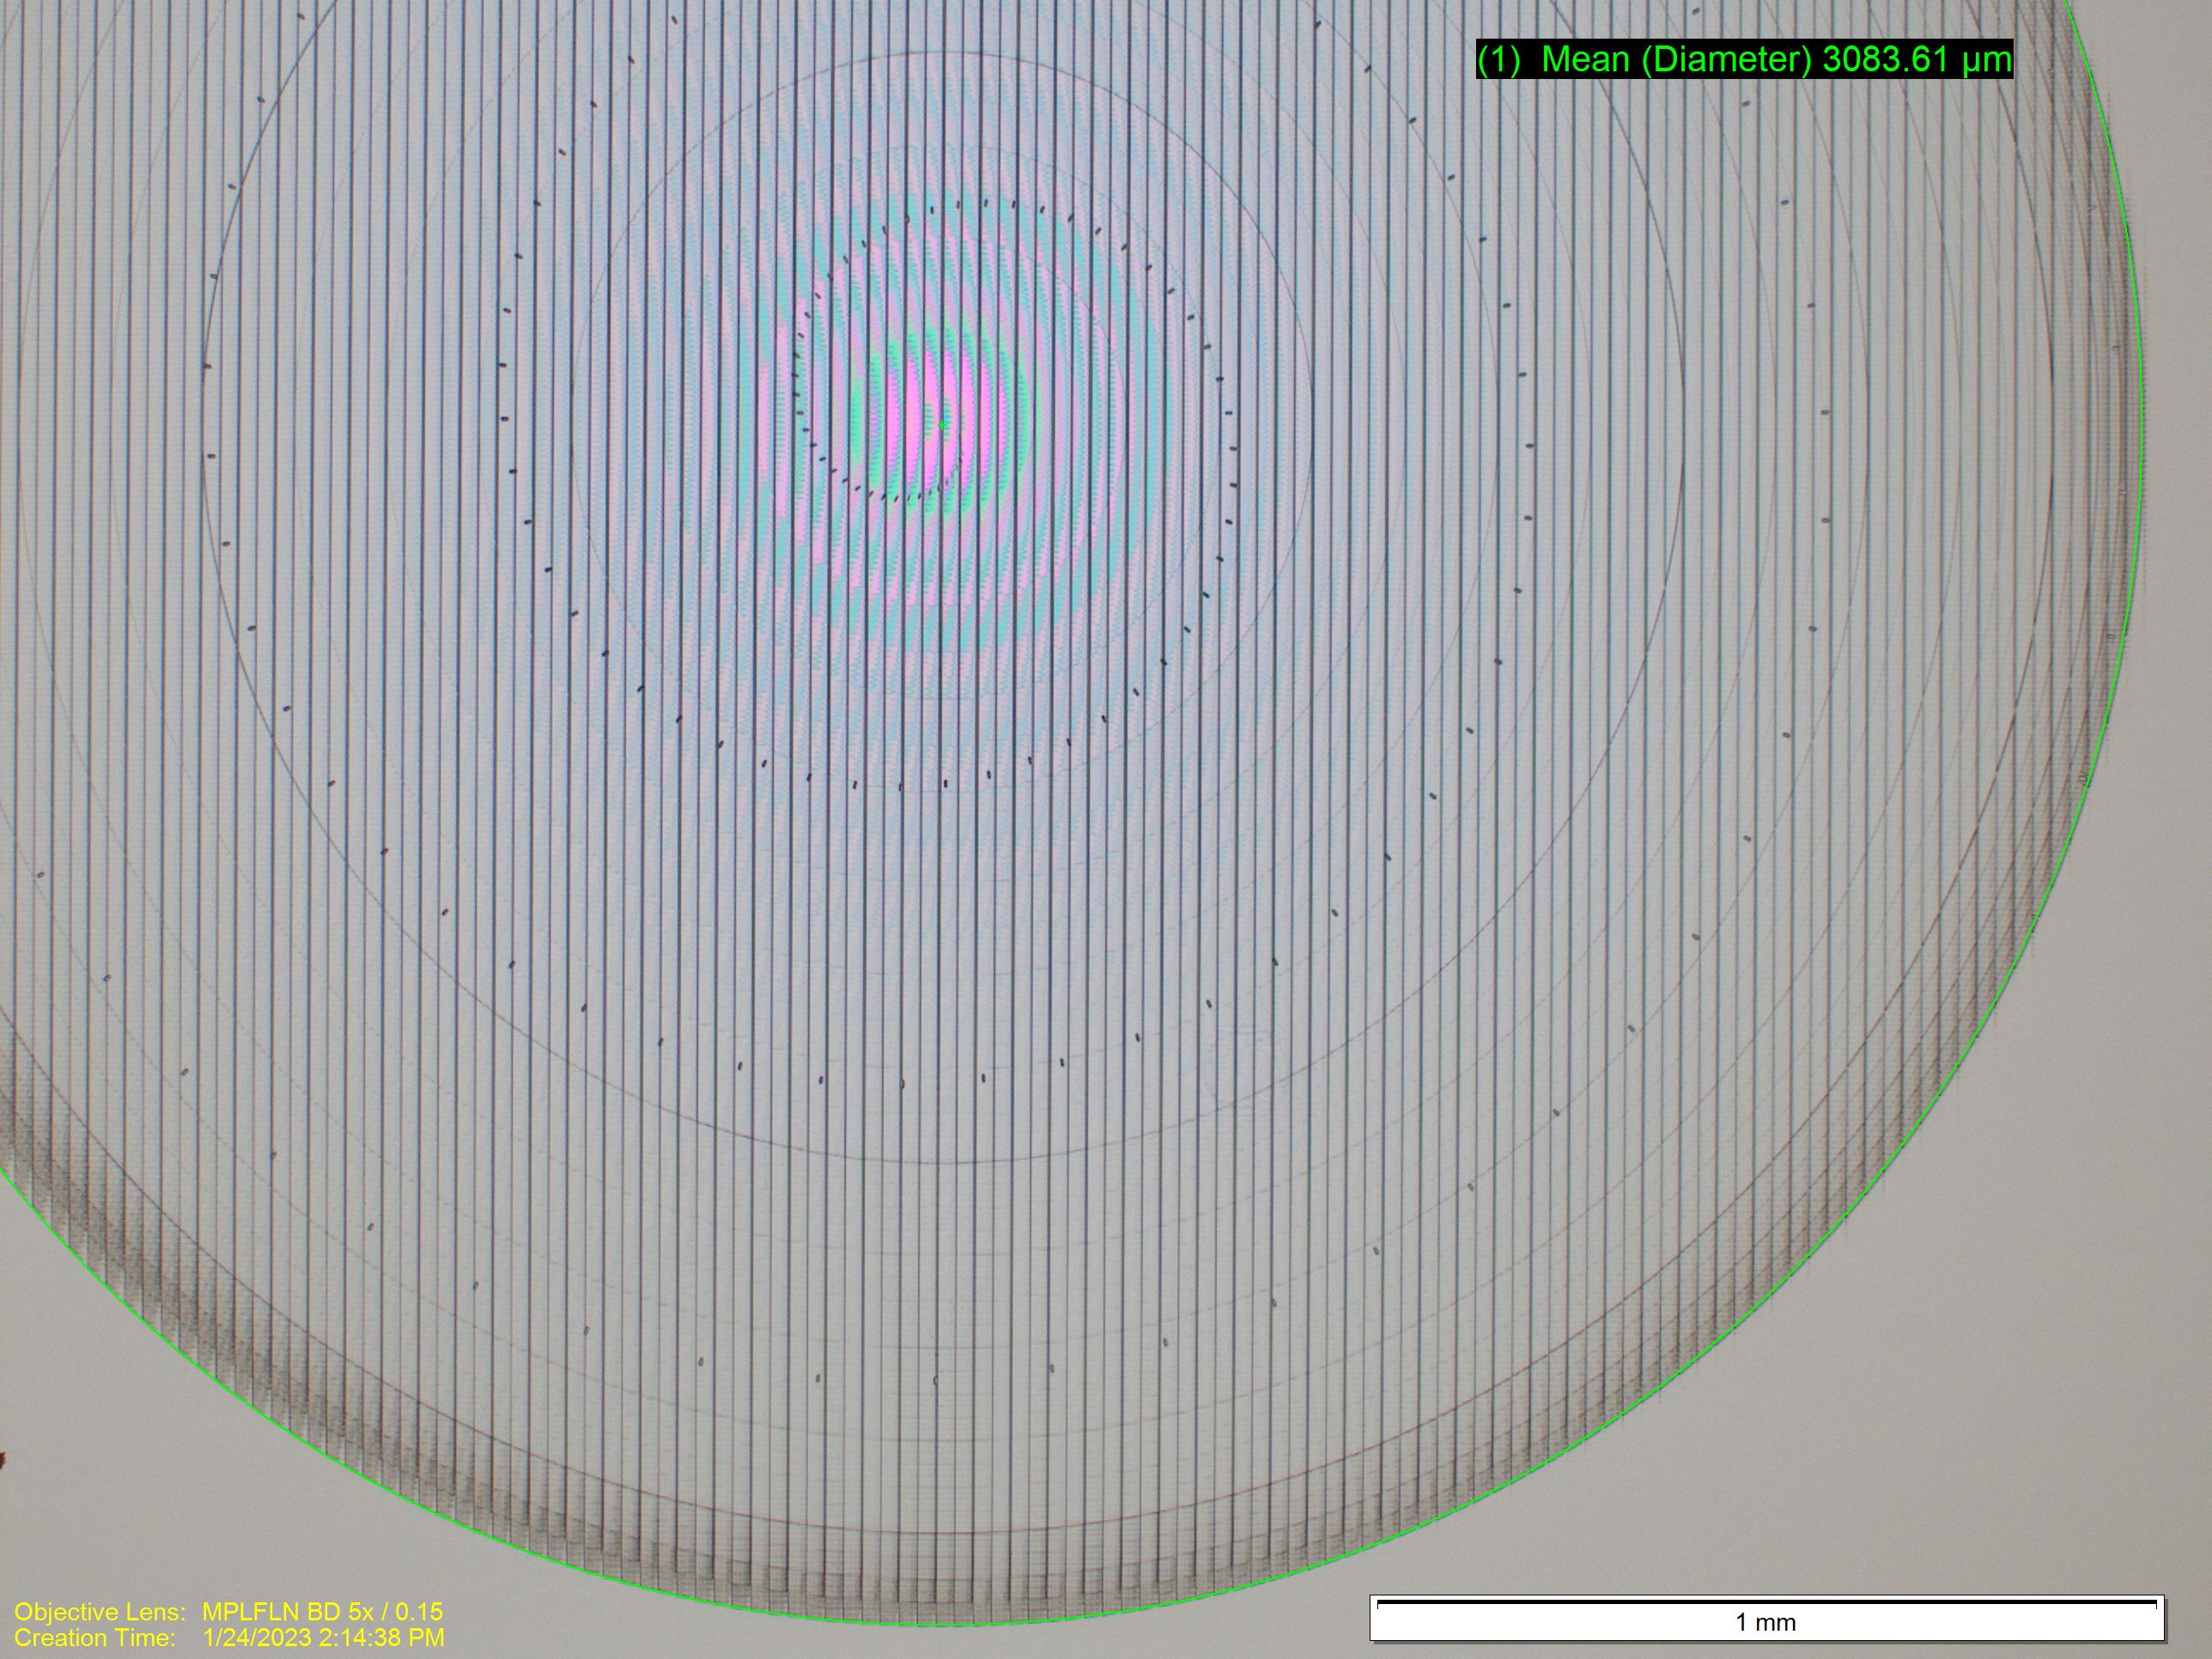 (1) Mean (Diameter) 3083.61 µm
Objective Lens: MPLFLN BD 5x / 0.15
Creation Time: 1/24/2023 2:14:38 PM
1 mm